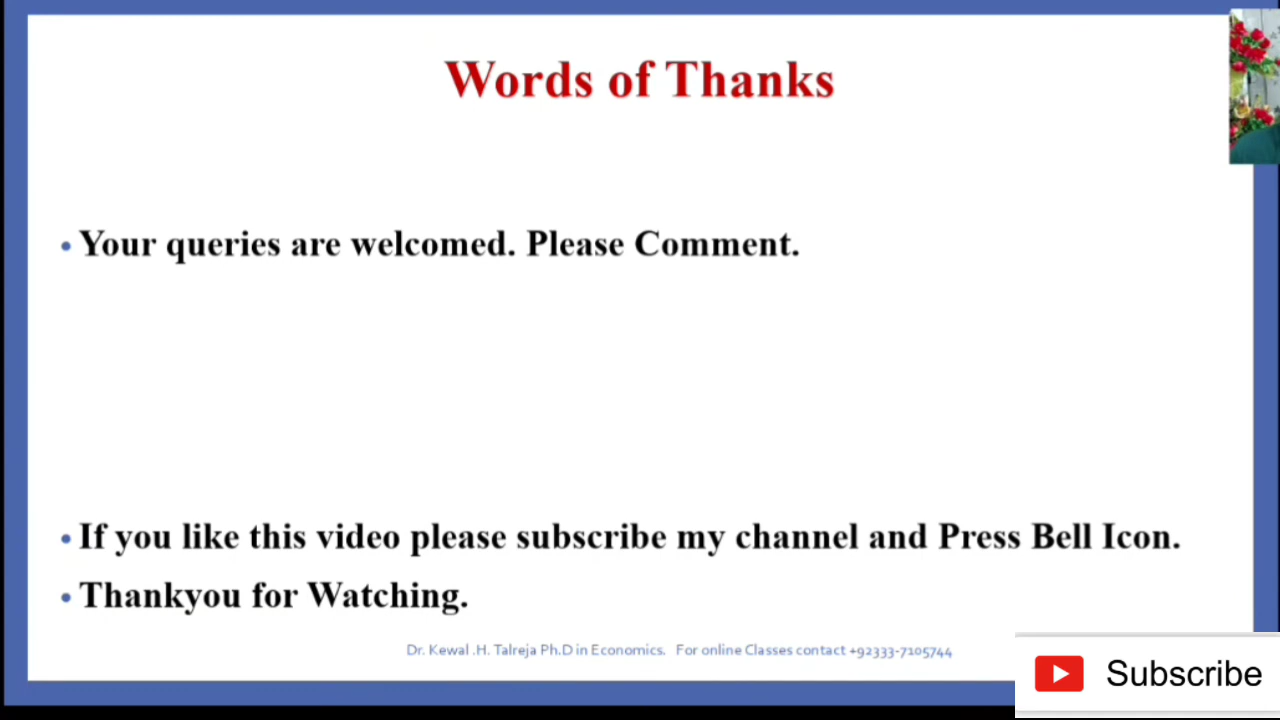 Words of Thanks
• Your queries are welcomed. Please Comment.
• If you like this video please subscribe my channel and Press Bell Icon.
• Thankyou for Watching.
Dr. Kewal .H. Talreja Ph.D in Economics. For online Classes contact +92333-7105744
Subscribe